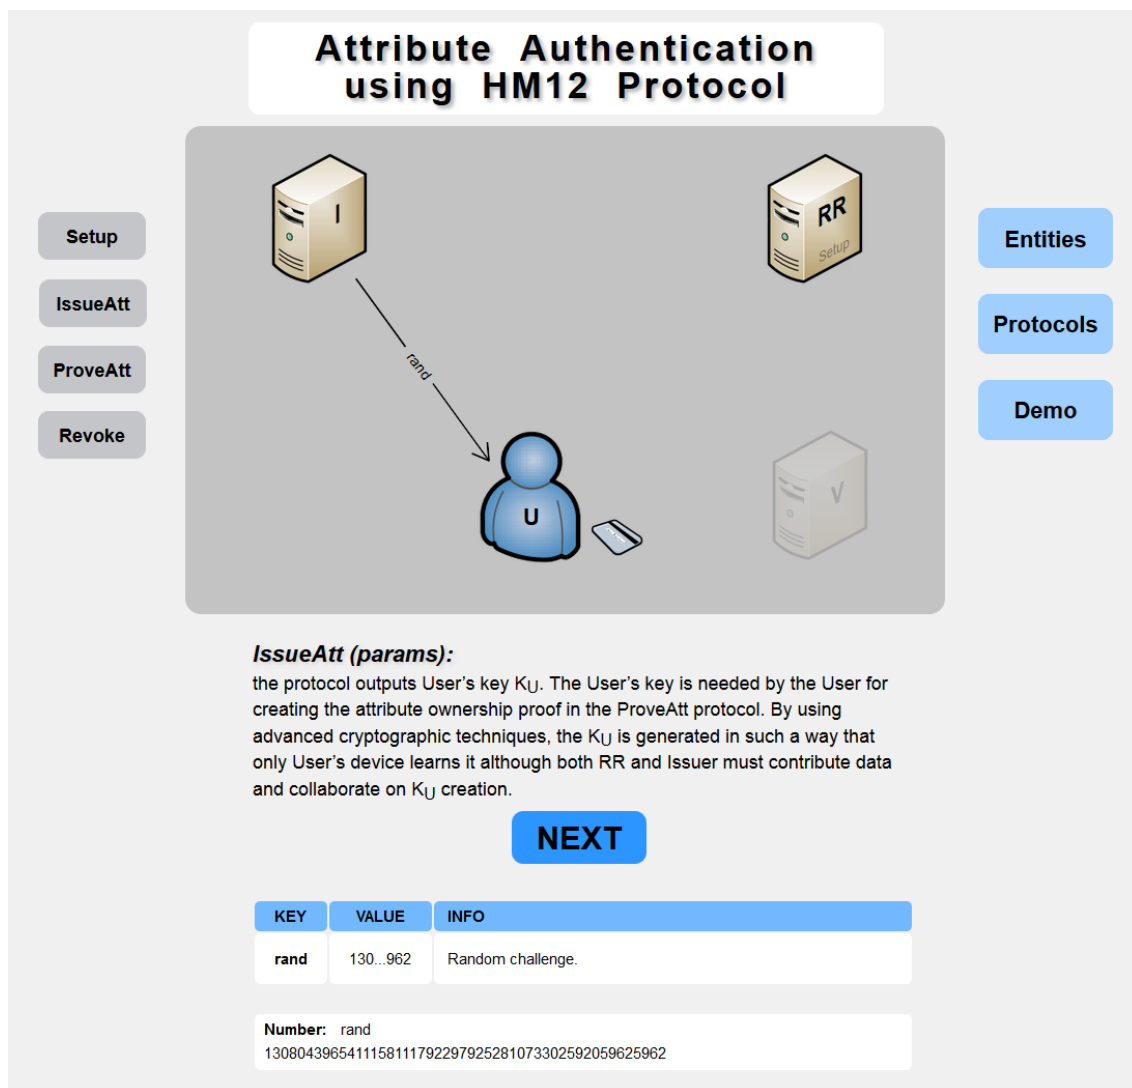 Attribute Authentication
using HM12 Protocol
I
RR
Setup
Setup
IssueAtt
ProveAtt
Revoke
Entities
Protocols
Demo
rand
U
V
IssueAtt (params):
the protocol outputs User’s key KU. The User’s key is needed by the User for
creating the attribute ownership proof in the ProveAtt protocol. By using
advanced cryptographic techniques, the KU is generated in such a way that
only User’s device learns it although both RR and Issuer must contribute data
and collaborate on KU creation.
NEXT
KEY VALUE INFO
rand 130...962 Random challenge.
Number: rand
13080439654111581117922979252810733025920596‌25962